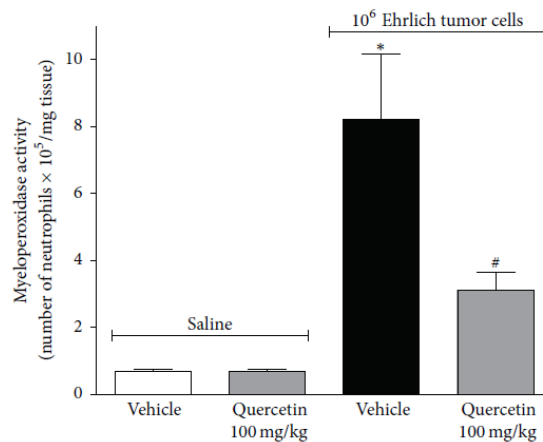 10⁶ Ehrlich tumor cells
Myeloperoxidase activity
(number of neutrophils × 10⁵/mg tissue)
10
8
6
4
2
0
*
#
Saline
Vehicle
Quercetin
100 mg/kg
Vehicle
Quercetin
100 mg/kg